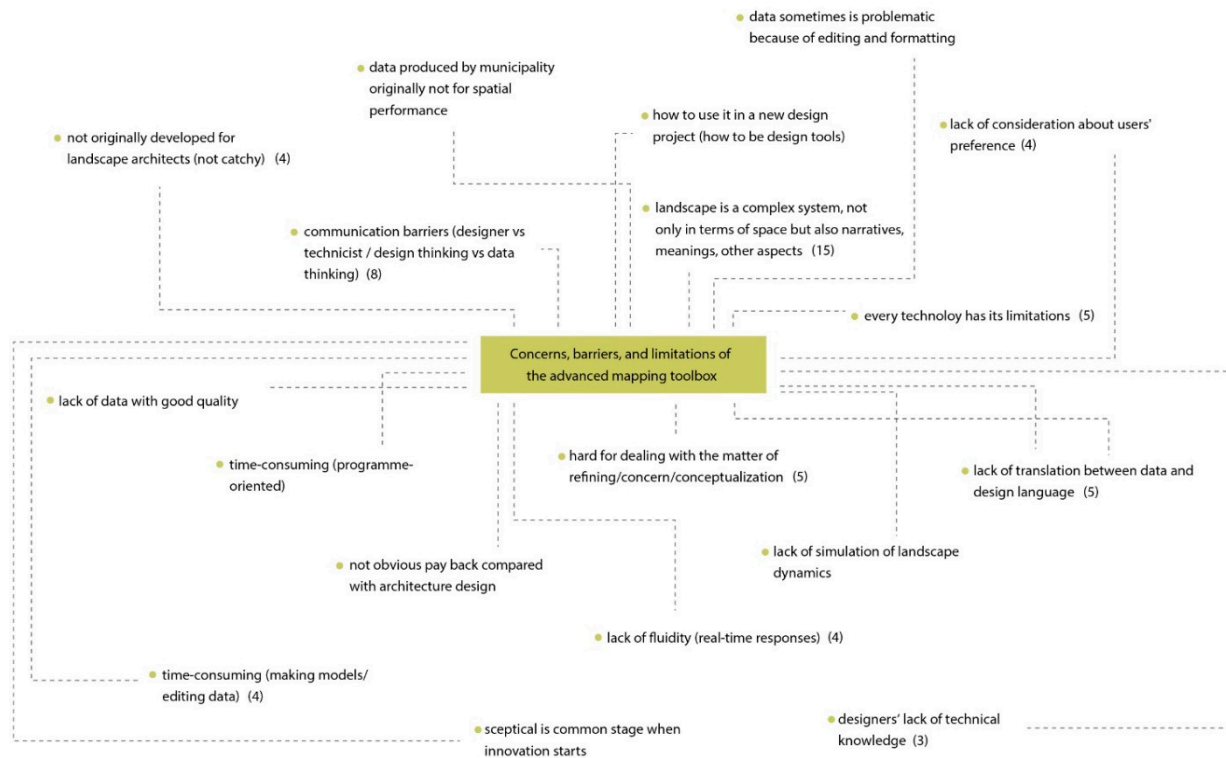 data sometimes is problematic
because of editing and formatting
data produced by municipality
originally not for spatial
performance
how to use it in a new design
project (how to be design tools)
lack of consideration about users'
preference (4)
not originally developed for
landscape architects (not catchy) (4)
landscape is a complex system, not
only in terms of space but also narratives,
meanings, other aspects (15)
communication barriers (designer vs
technicist / design thinking vs data
thinking) (8)
every technoloy has its limitations (5)
Concerns, barriers, and limitations of
the advanced mapping toolbox
lack of data with good quality
time-consuming (programme-
oriented)
hard for dealing with the matter of
refining/concern/conceptualization (5)
lack of translation between data and
design language (5)
not obvious pay back compared
with architecture design
lack of simulation of landscape
dynamics
lack of fluidity (real-time responses) (4)
time-consuming (making models/
editing data) (4)
sceptical is common stage when
innovation starts
designers' lack of technical
knowledge (3)